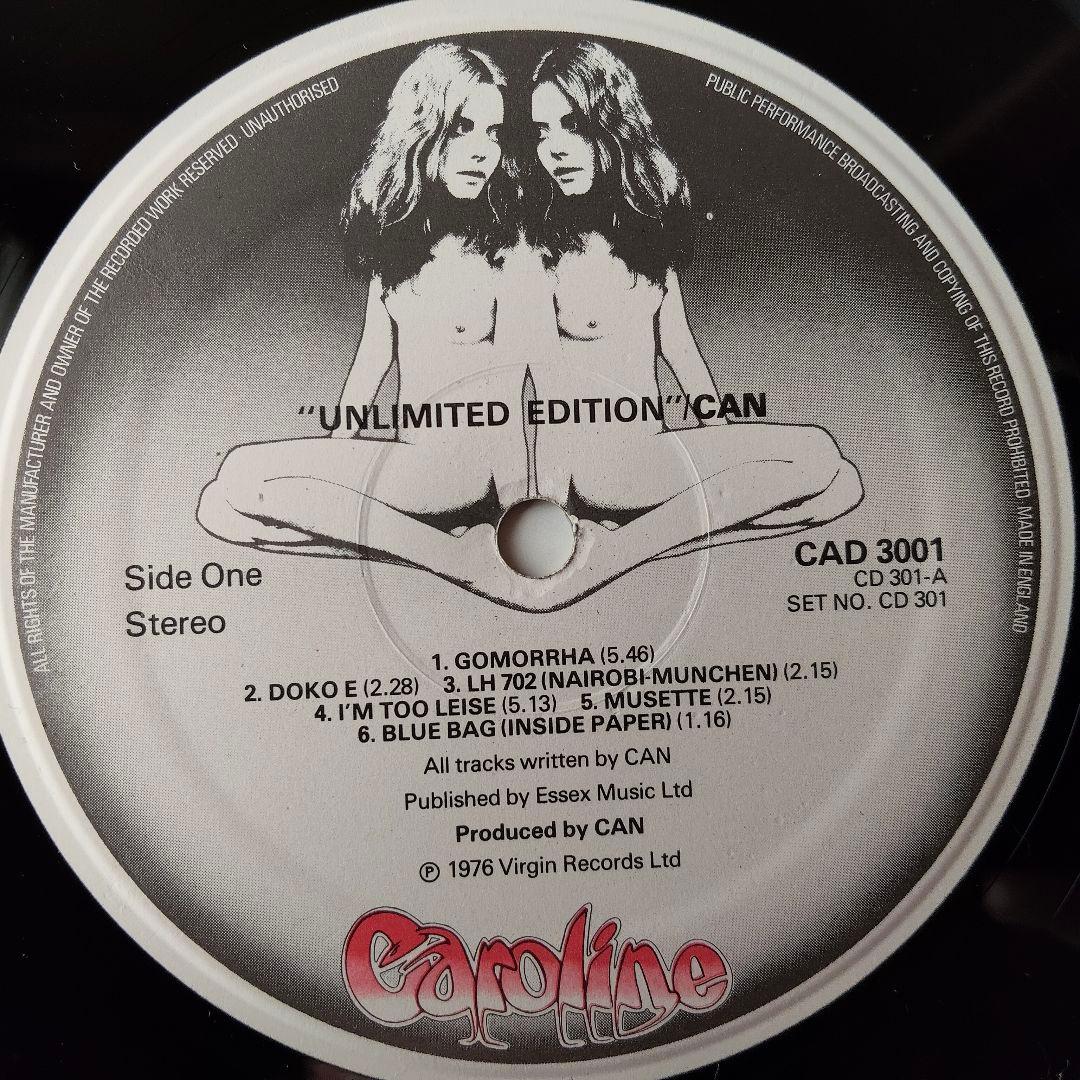 ALL RIGHTS OF THE MANUFACTURER AND OWNER OF THE RECORDED WORK RESERVED· UNAUTHORISED
PUBLIC PERFORMANCE BROADCASTING AND COPYING OF THIS RECORD PROHIBITED· MADE IN ENGLAND
"UNLIMITED EDITION"/CAN
CAD 3001
CD 301-A
SET NO. CD 301
Side One
Stereo
1. GOMORRHA (5.46)
2. DOKO E (2.28) 3. LH 702 (NAIROBI-MUNCHEN) (2.15)
4. I'M TOO LEISE (5.13) 5. MUSETTE (2.15)
6. BLUE BAG (INSIDE PAPER) (1.16)
All tracks written by CAN
Published by Essex Music Ltd
Produced by CAN
℗ 1976 Virgin Records Ltd
Caroline